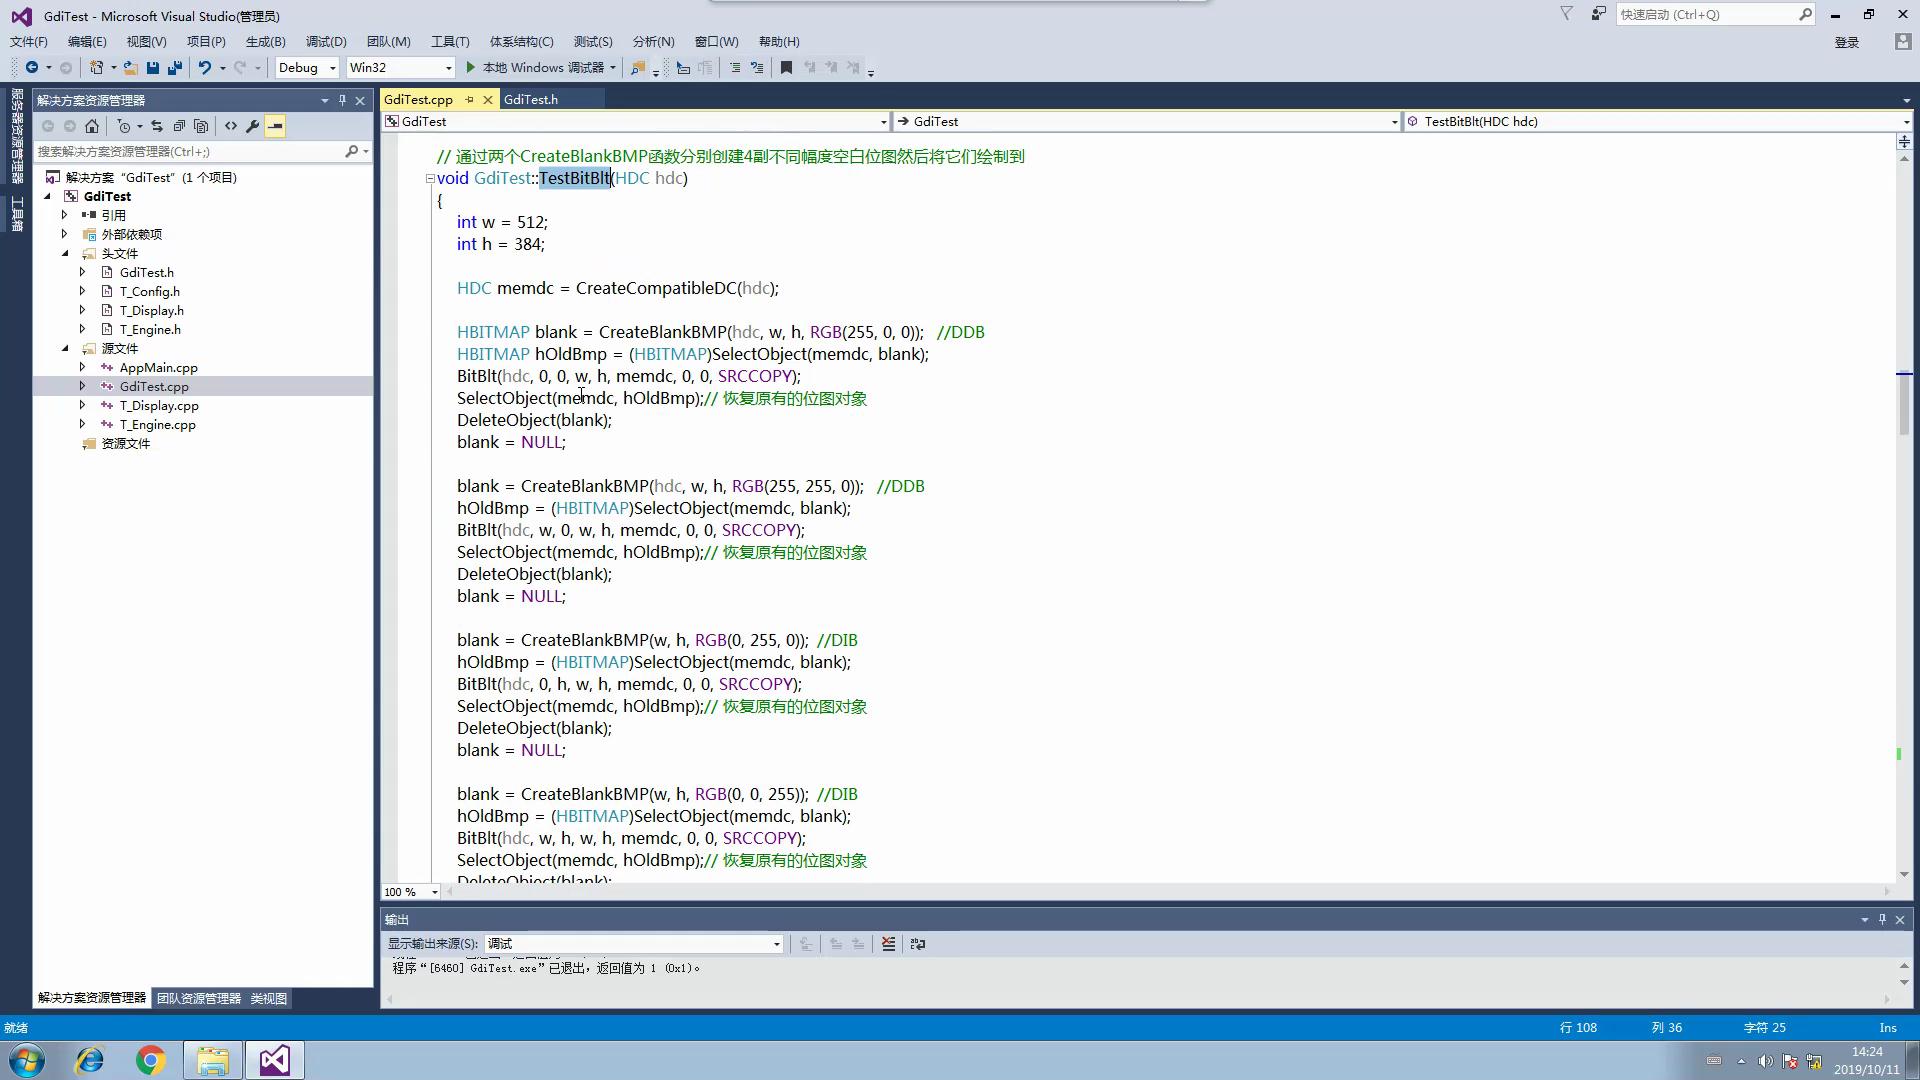 GdiTest - Microsoft Visual Studio(管理员)
快速启动 (Ctrl+Q)
文件(F) 编辑(E) 视图(V) 项目(P) 生成(B) 调试(D) 团队(M) 工具(T) 体系结构(C) 测试(S) 分析(N) 窗口(W) 帮助(H)
登录
Debug Win32 本地 Windows 调试器
服务器资源管理器
工具箱
解决方案资源管理器
搜索解决方案资源管理器(Ctrl+;)
解决方案 “GdiTest” (1 个项目)
GdiTest
引用
外部依赖项
头文件
GdiTest.h
T_Config.h
T_Display.h
T_Engine.h
源文件
AppMain.cpp
GdiTest.cpp
T_Display.cpp
T_Engine.cpp
资源文件
解决方案资源管理器 团队资源管理器 类视图
GdiTest.cpp GdiTest.h
GdiTest GdiTest TestBitBlt(HDC hdc)
// 通过两个CreateBlankBMP函数分别创建4副不同幅度空白位图然后将它们绘制到
void GdiTest::TestBitBlt(HDC hdc)
{
int w = 512;
int h = 384;
HDC memdc = CreateCompatibleDC(hdc);
HBITMAP blank = CreateBlankBMP(hdc, w, h, RGB(255, 0, 0)); //DDB
HBITMAP hOldBmp = (HBITMAP)SelectObject(memdc, blank);
BitBlt(hdc, 0, 0, w, h, memdc, 0, 0, SRCCOPY);
SelectObject(memdc, hOldBmp);// 恢复原有的位图对象
DeleteObject(blank);
blank = NULL;
blank = CreateBlankBMP(hdc, w, h, RGB(255, 255, 0)); //DDB
hOldBmp = (HBITMAP)SelectObject(memdc, blank);
BitBlt(hdc, w, 0, w, h, memdc, 0, 0, SRCCOPY);
SelectObject(memdc, hOldBmp);// 恢复原有的位图对象
DeleteObject(blank);
blank = NULL;
blank = CreateBlankBMP(w, h, RGB(0, 255, 0)); //DIB
hOldBmp = (HBITMAP)SelectObject(memdc, blank);
BitBlt(hdc, 0, h, w, h, memdc, 0, 0, SRCCOPY);
SelectObject(memdc, hOldBmp);// 恢复原有的位图对象
DeleteObject(blank);
blank = NULL;
blank = CreateBlankBMP(w, h, RGB(0, 0, 255)); //DIB
hOldBmp = (HBITMAP)SelectObject(memdc, blank);
BitBlt(hdc, w, h, w, h, memdc, 0, 0, SRCCOPY);
SelectObject(memdc, hOldBmp);// 恢复原有的位图对象
DeleteObject(blank);
100 %
输出
显示输出来源(S): 调试
程序“[6460] GdiTest.exe”已退出，返回值为 1 (0x1)。
就绪 行 108 列 36 字符 25 Ins
14:24
2019/10/11